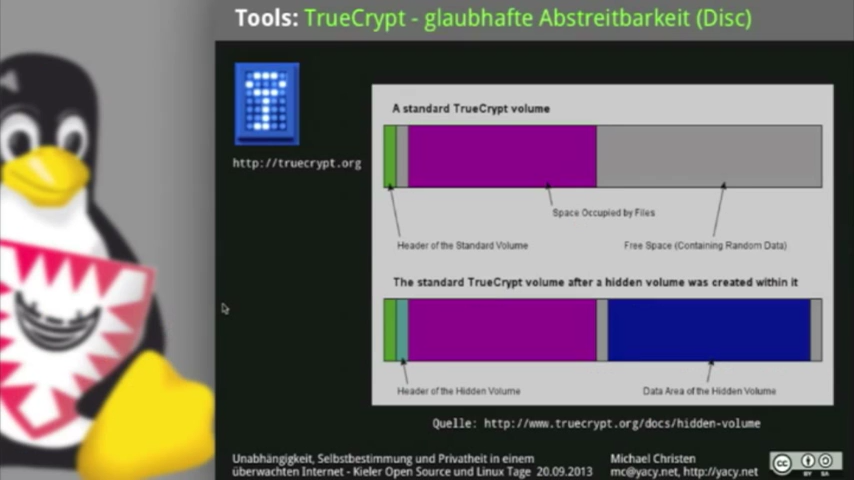 Tools: TrueCrypt - glaubhafte Abstreitbarkeit (Disc)
http://truecrypt.org
A standard TrueCrypt volume
Space Occupied by Files
Header of the Standard Volume
Free Space (Containing Random Data)
The standard TrueCrypt volume after a hidden volume was created within it
Header of the Hidden Volume
Data Area of the Hidden Volume
Quelle: http://www.truecrypt.org/docs/hidden-volume
Unabhängigkeit, Selbstbestimmung und Privatheit in einem
überwachten Internet - Kieler Open Source und Linux Tage 20.09.2013
Michael Christen
mc@yacy.net, http://yacy.net
cc BY SA